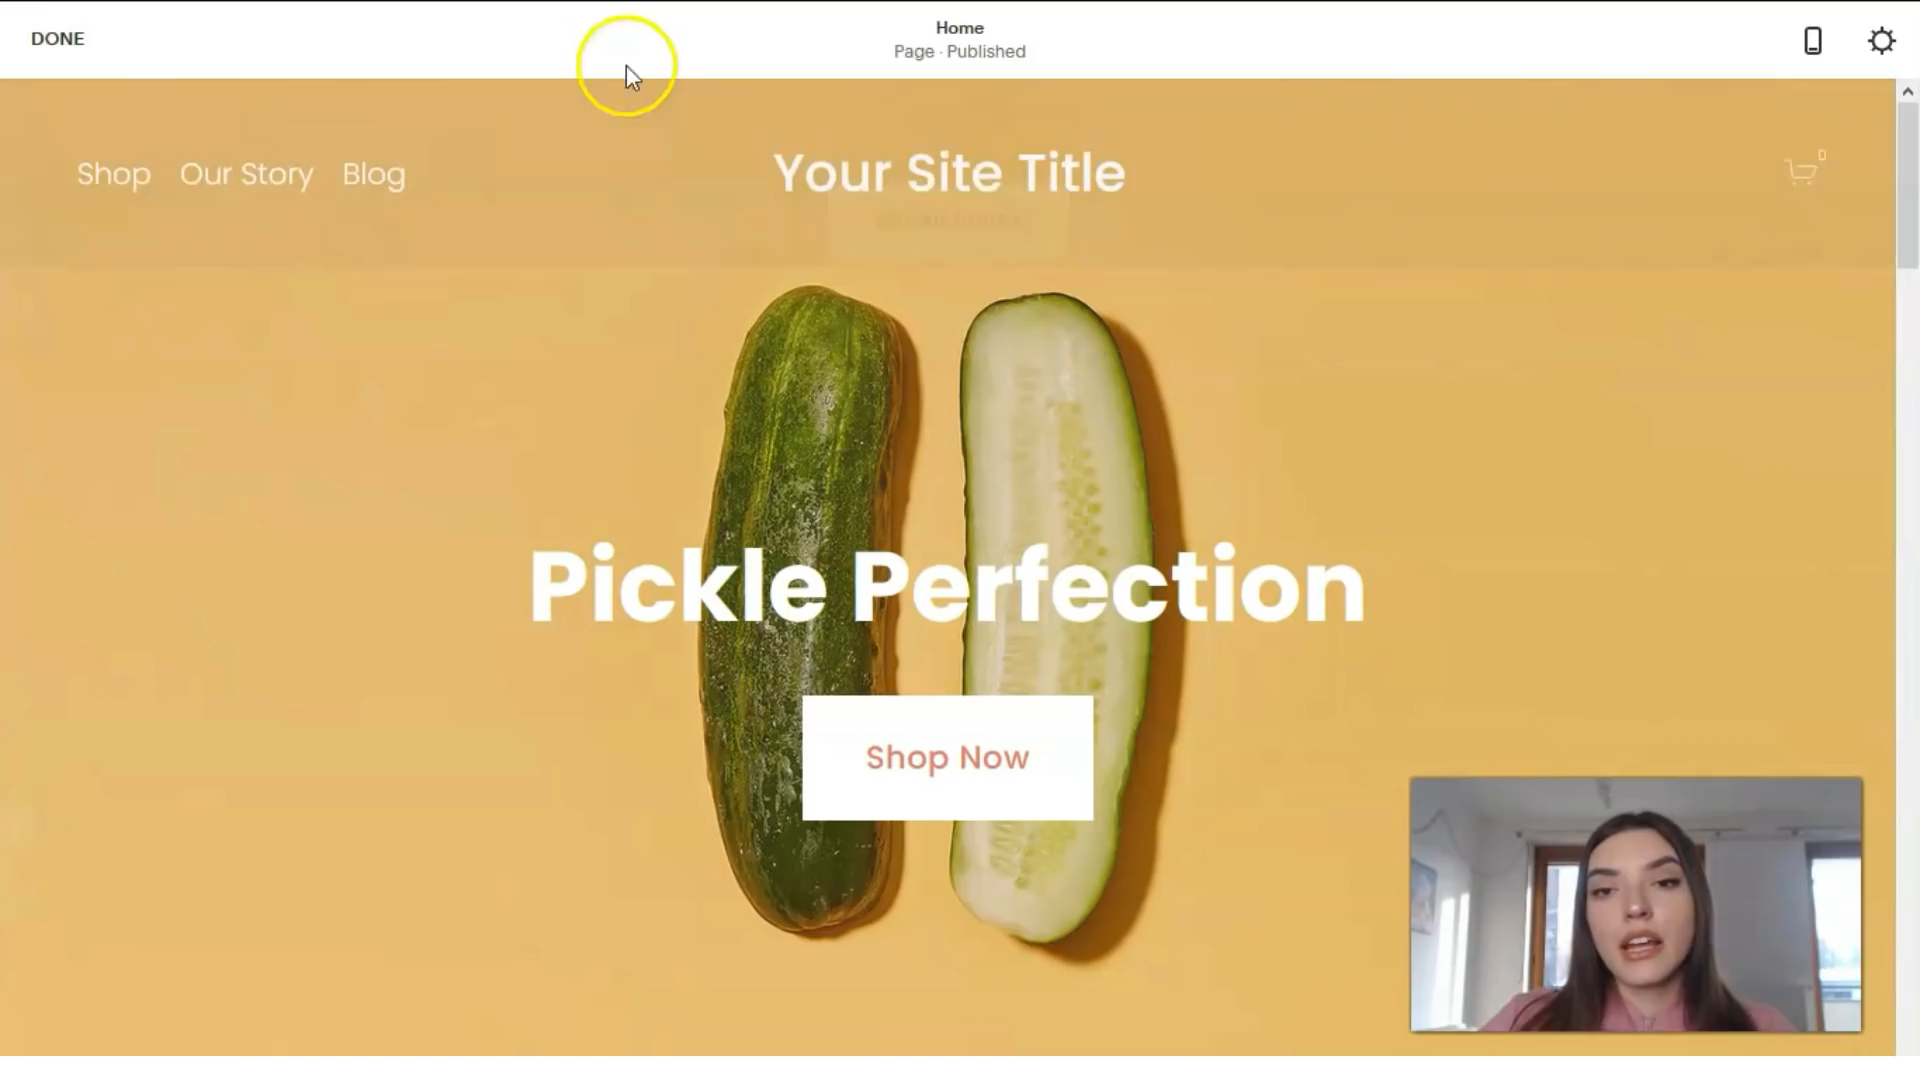 DONE
Home
Page · Published
Shop Our Story Blog
Your Site Title
0
Pickle Perfection
Shop Now